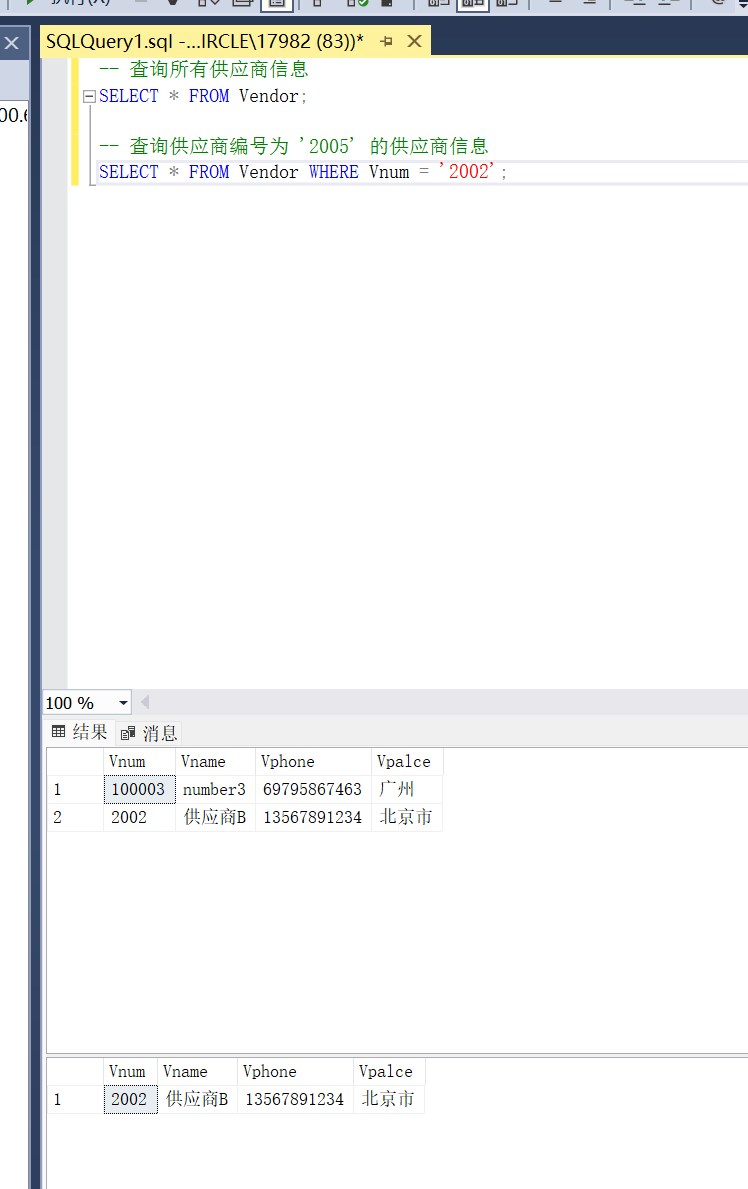 SQLQuery1.sql -...IRCLE\17982 (83))*
-- 查询所有供应商信息
SELECT * FROM Vendor;
-- 查询供应商编号为 '2005' 的供应商信息
SELECT * FROM Vendor WHERE Vnum = '2002';
100 %
结果 消息
Vnum Vname Vphone Vpalce
1 100003 number3 69795867463 广州
2 2002 供应商B 13567891234 北京市
Vnum Vname Vphone Vpalce
1 2002 供应商B 13567891234 北京市